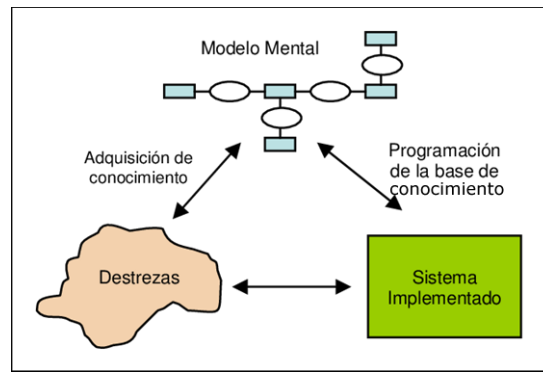 Modelo Mental
Adquisición de
conocimiento
Programación
de la base de
conocimiento
Destrezas
Sistema
Implementado